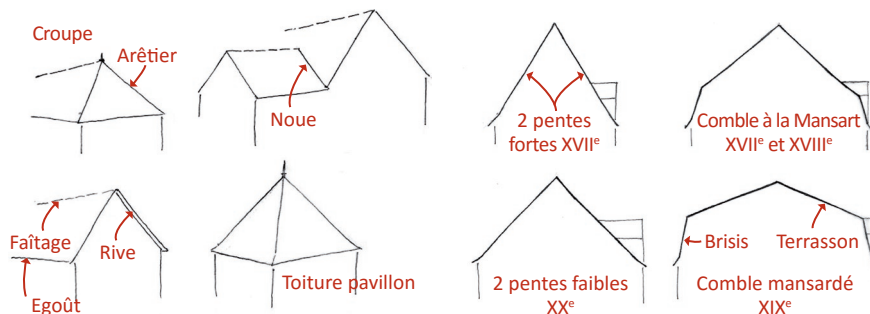 Croupe
Arêtier
Noue
2 pentes
fortes XVIIe
Comble à la Mansart
XVIIe et XVIIIe
Faîtage
Rive
Egoût
Toiture pavillon
2 pentes faibles
XXe
Brisis
Terrasson
Comble mansardé
XIXe